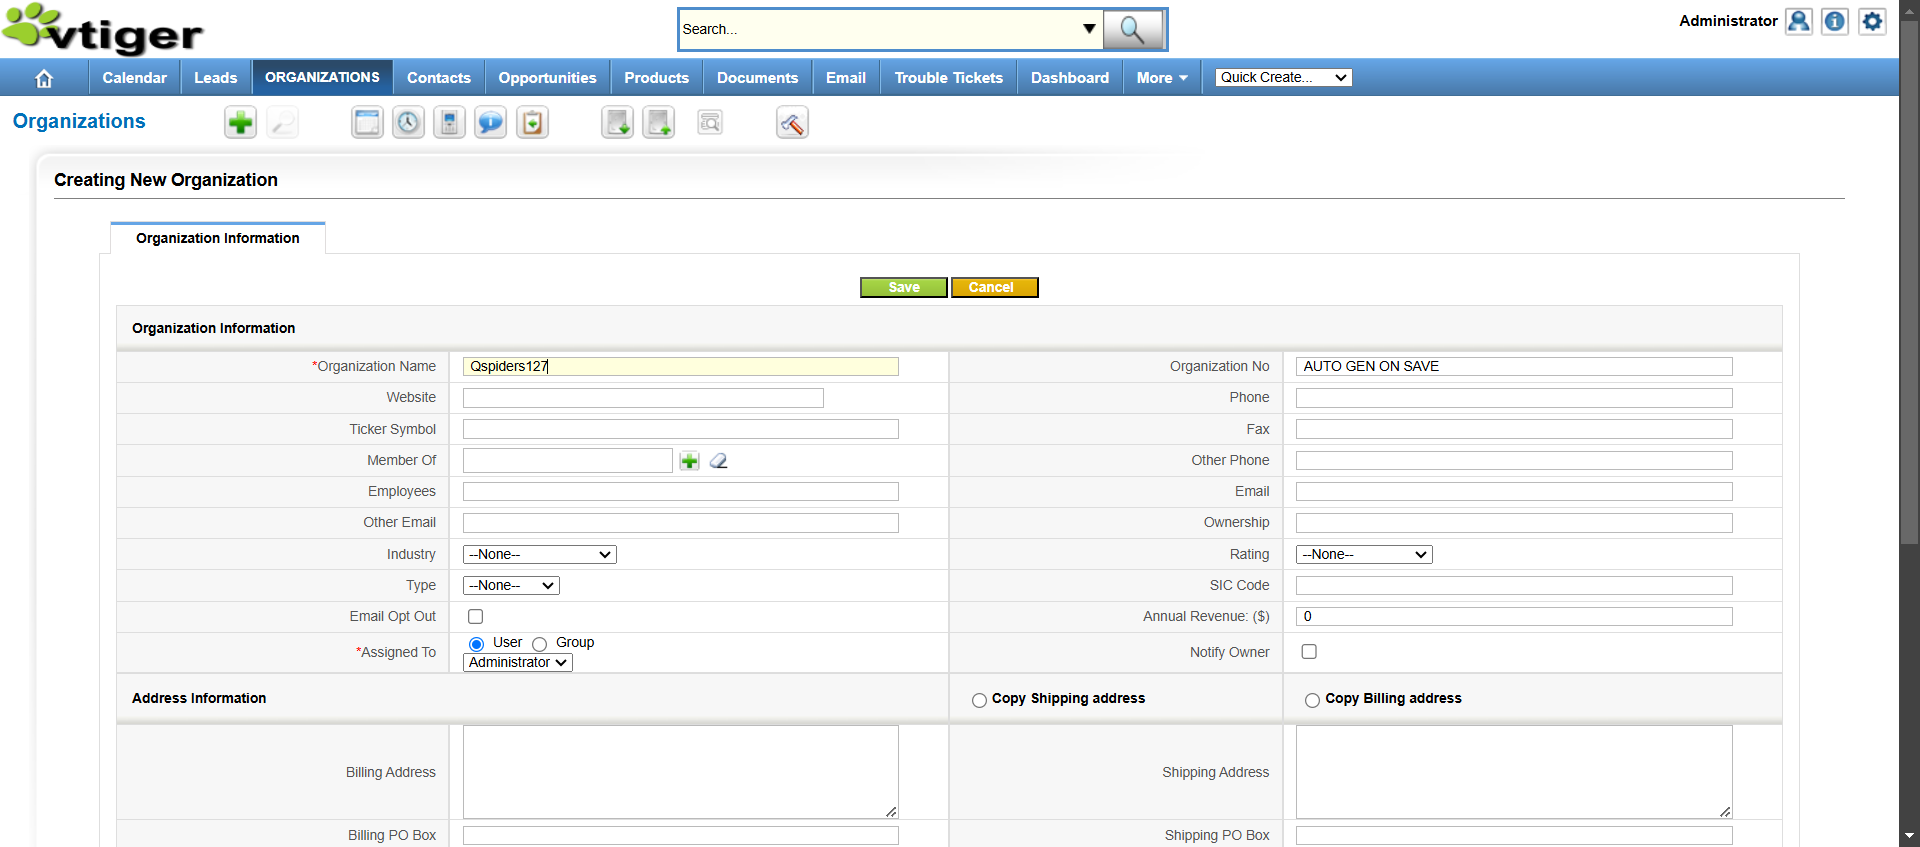 vtiger
Search...
Administrator
Calendar
Leads
ORGANIZATIONS
Contacts
Opportunities
Products
Documents
Email
Trouble Tickets
Dashboard
More
Quick Create...
Organizations
Creating New Organization
Organization Information
Save
Cancel
Organization Information
*Organization Name
Qspiders127
Organization No
AUTO GEN ON SAVE
Website
Phone
Ticker Symbol
Fax
Member Of
Other Phone
Employees
Email
Other Email
Ownership
Industry
--None--
Rating
--None--
Type
--None--
SIC Code
Email Opt Out
Annual Revenue: ($)
0
*Assigned To
User
Group
Administrator
Notify Owner
Address Information
Copy Shipping address
Copy Billing address
Billing Address
Shipping Address
Billing PO Box
Shipping PO Box